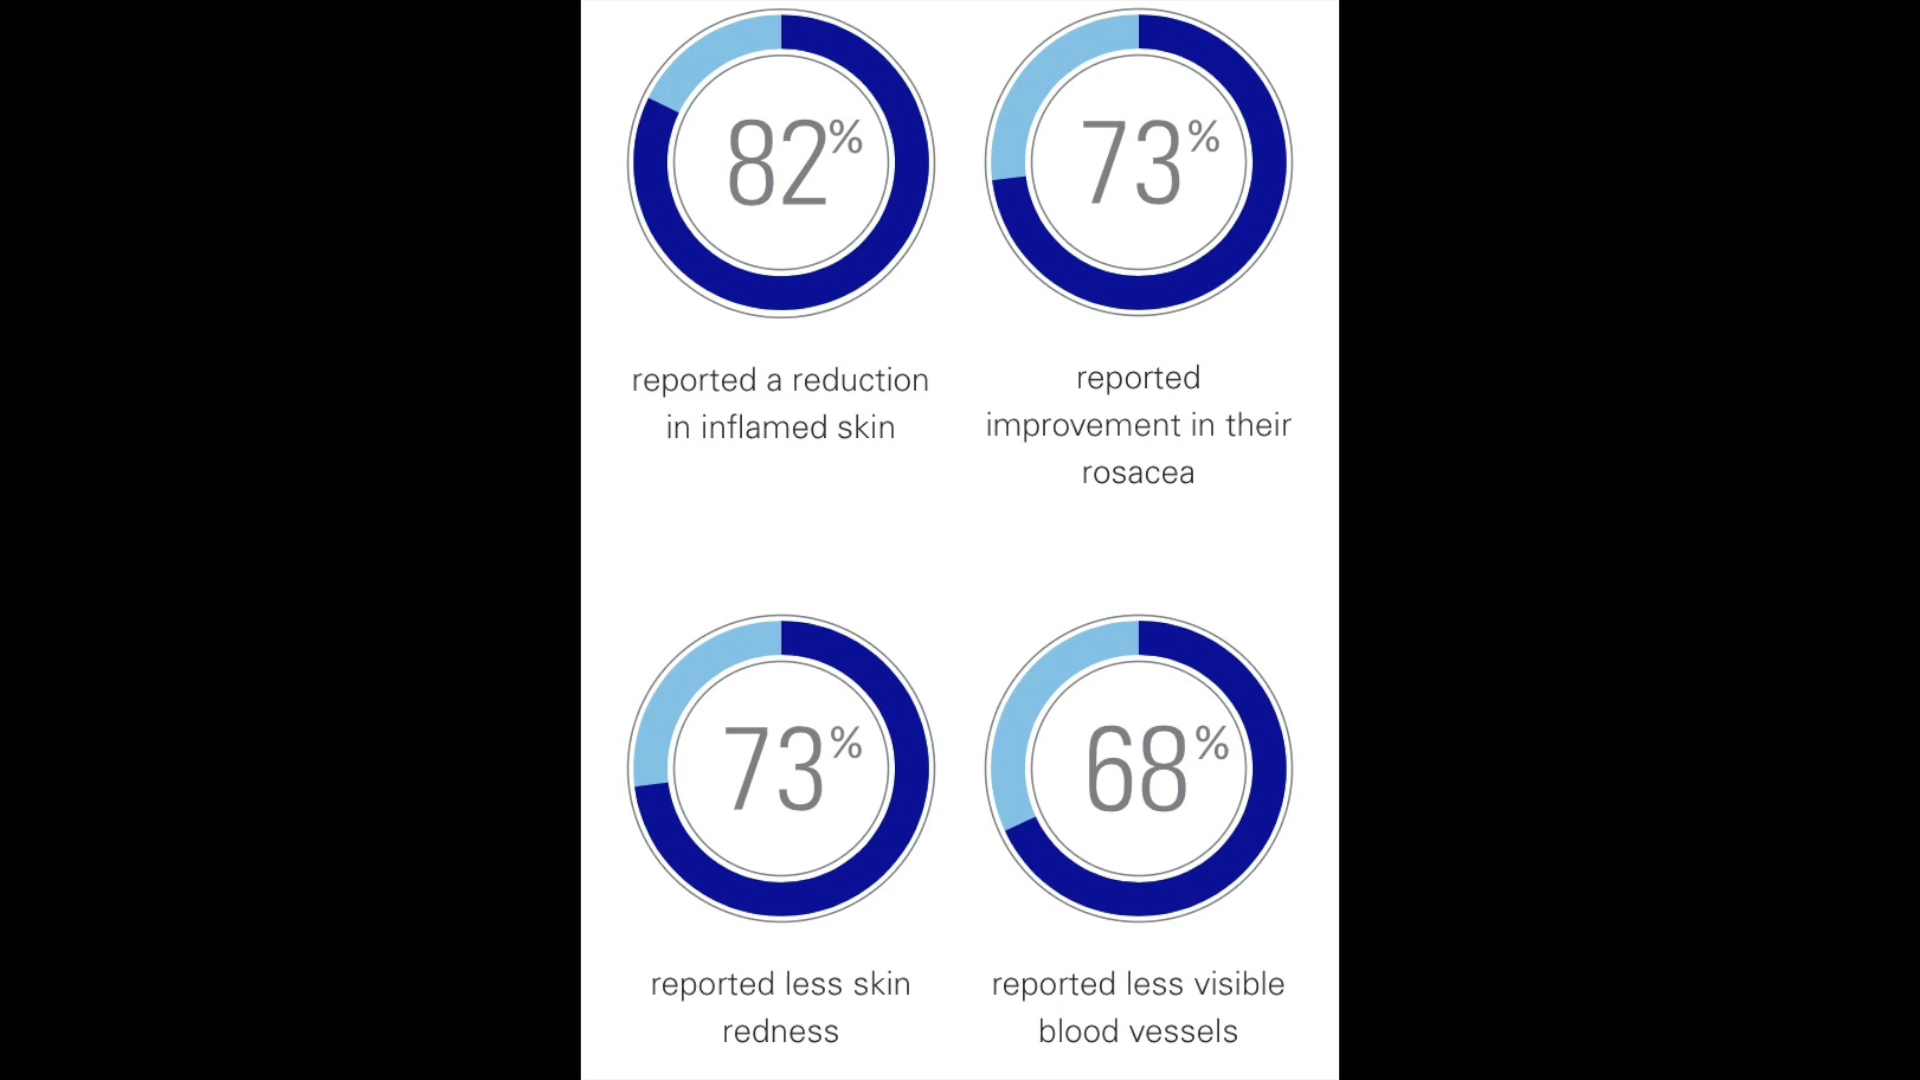 82%
reported a reduction
in inflamed skin
73%
reported
improvement in their
rosacea
73%
reported less skin
redness
68%
reported less visible
blood vessels